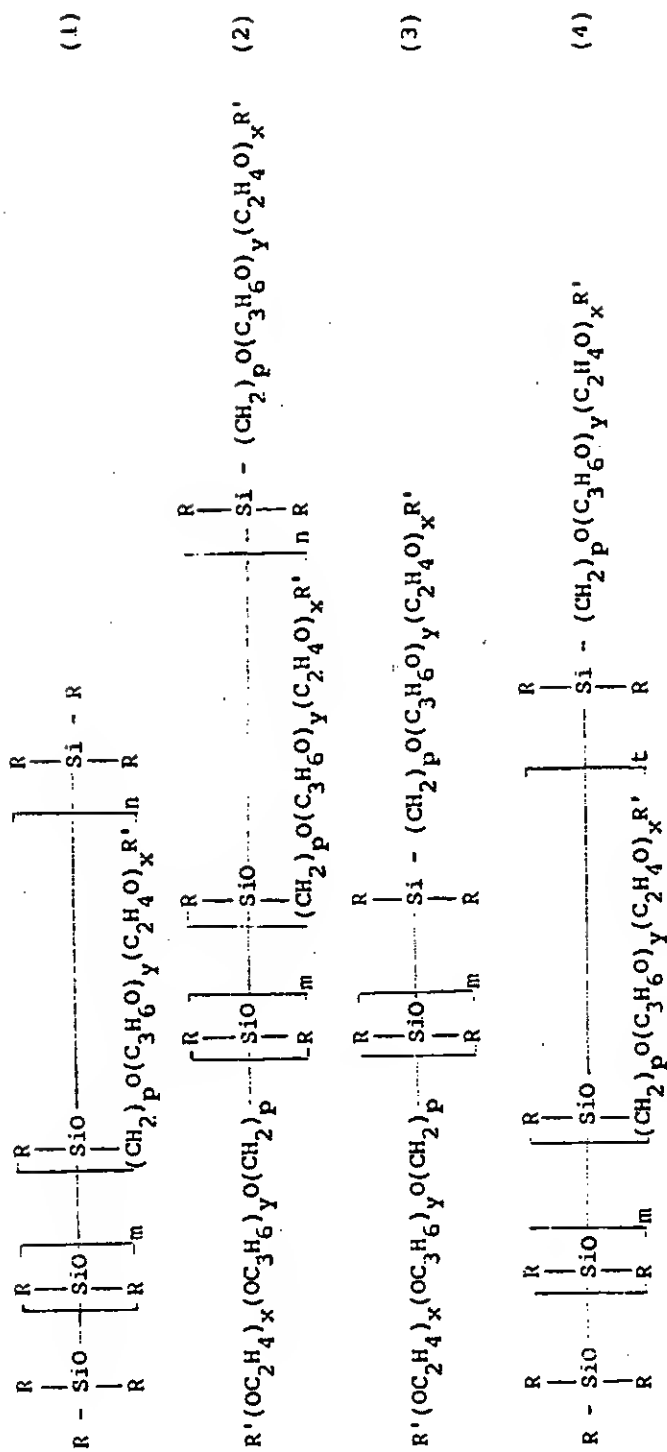 R R R R
R - SiO [ SiO ]m [ SiO ]n Si - R (1)
R R (CH2)pO(C3H6O)y(C2H4O)xR' R
R R R
R'(OC2H4)x(OC3H6)yO(CH2)p [ SiO ]m [ SiO ]n Si - (CH2)pO(C3H6O)y(C2H4O)xR' (2)
R (CH2)pO(C3H6O)y(C2H4O)xR' R
R R
R'(OC2H4)x(OC3H6)yO(CH2)p [ SiO ]m Si - (CH2)pO(C3H6O)y(C2H4O)xR' (3)
R R
R R R R
R - SiO [ SiO ]m [ SiO ]t Si - (CH2)pO(C3H6O)y(C2H4O)xR' (4)
R R (CH2)pO(C3H6O)y(C2H4O)xR' R